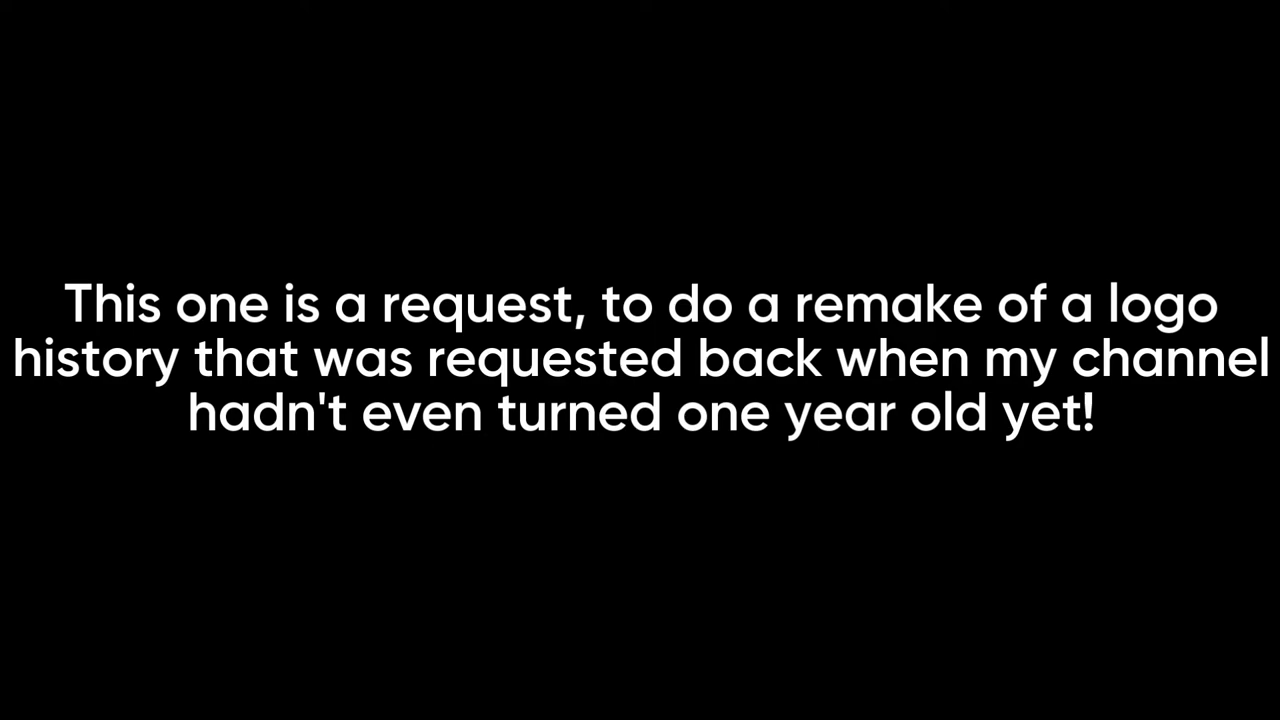 This one is a request, to do a remake of a logo
history that was requested back when my channel
hadn't even turned one year old yet!